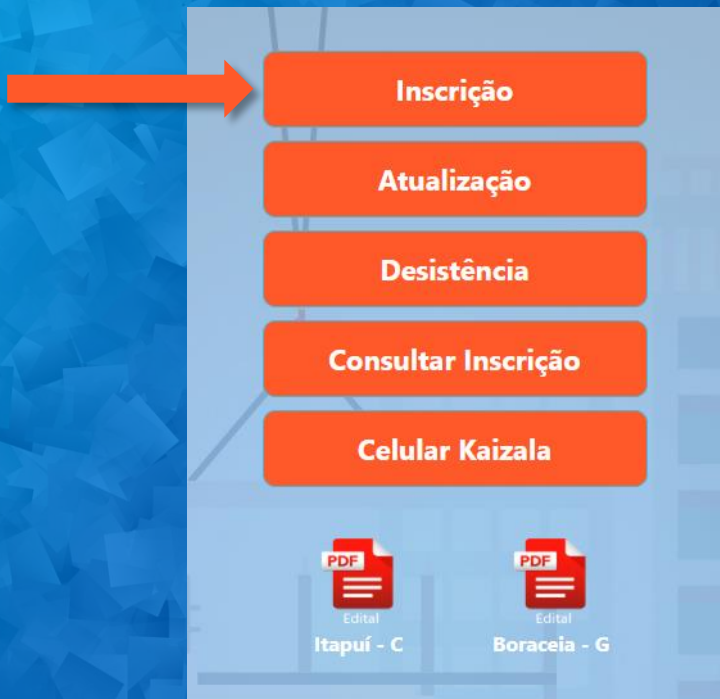 Inscrição
Atualização
Desistência
Consultar Inscrição
Celular Kaizala
PDF PDF
Edital Edital
Itapuí - C Boraceia - G